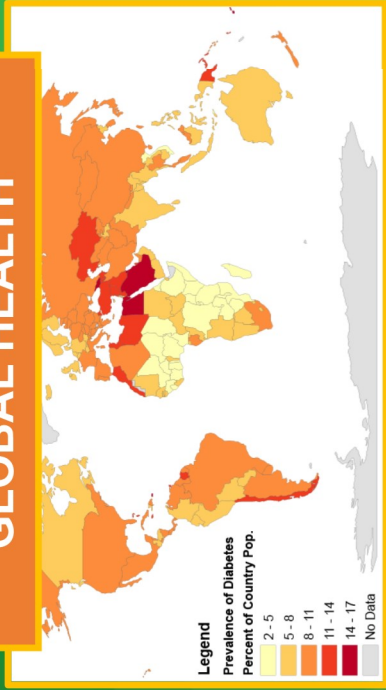 GLOBAL HEALTH
Legend
Prevalence of Diabetes
Percent of Country Pop.
2 - 5
5 - 8
8 - 11
11 - 14
14 - 17
No Data